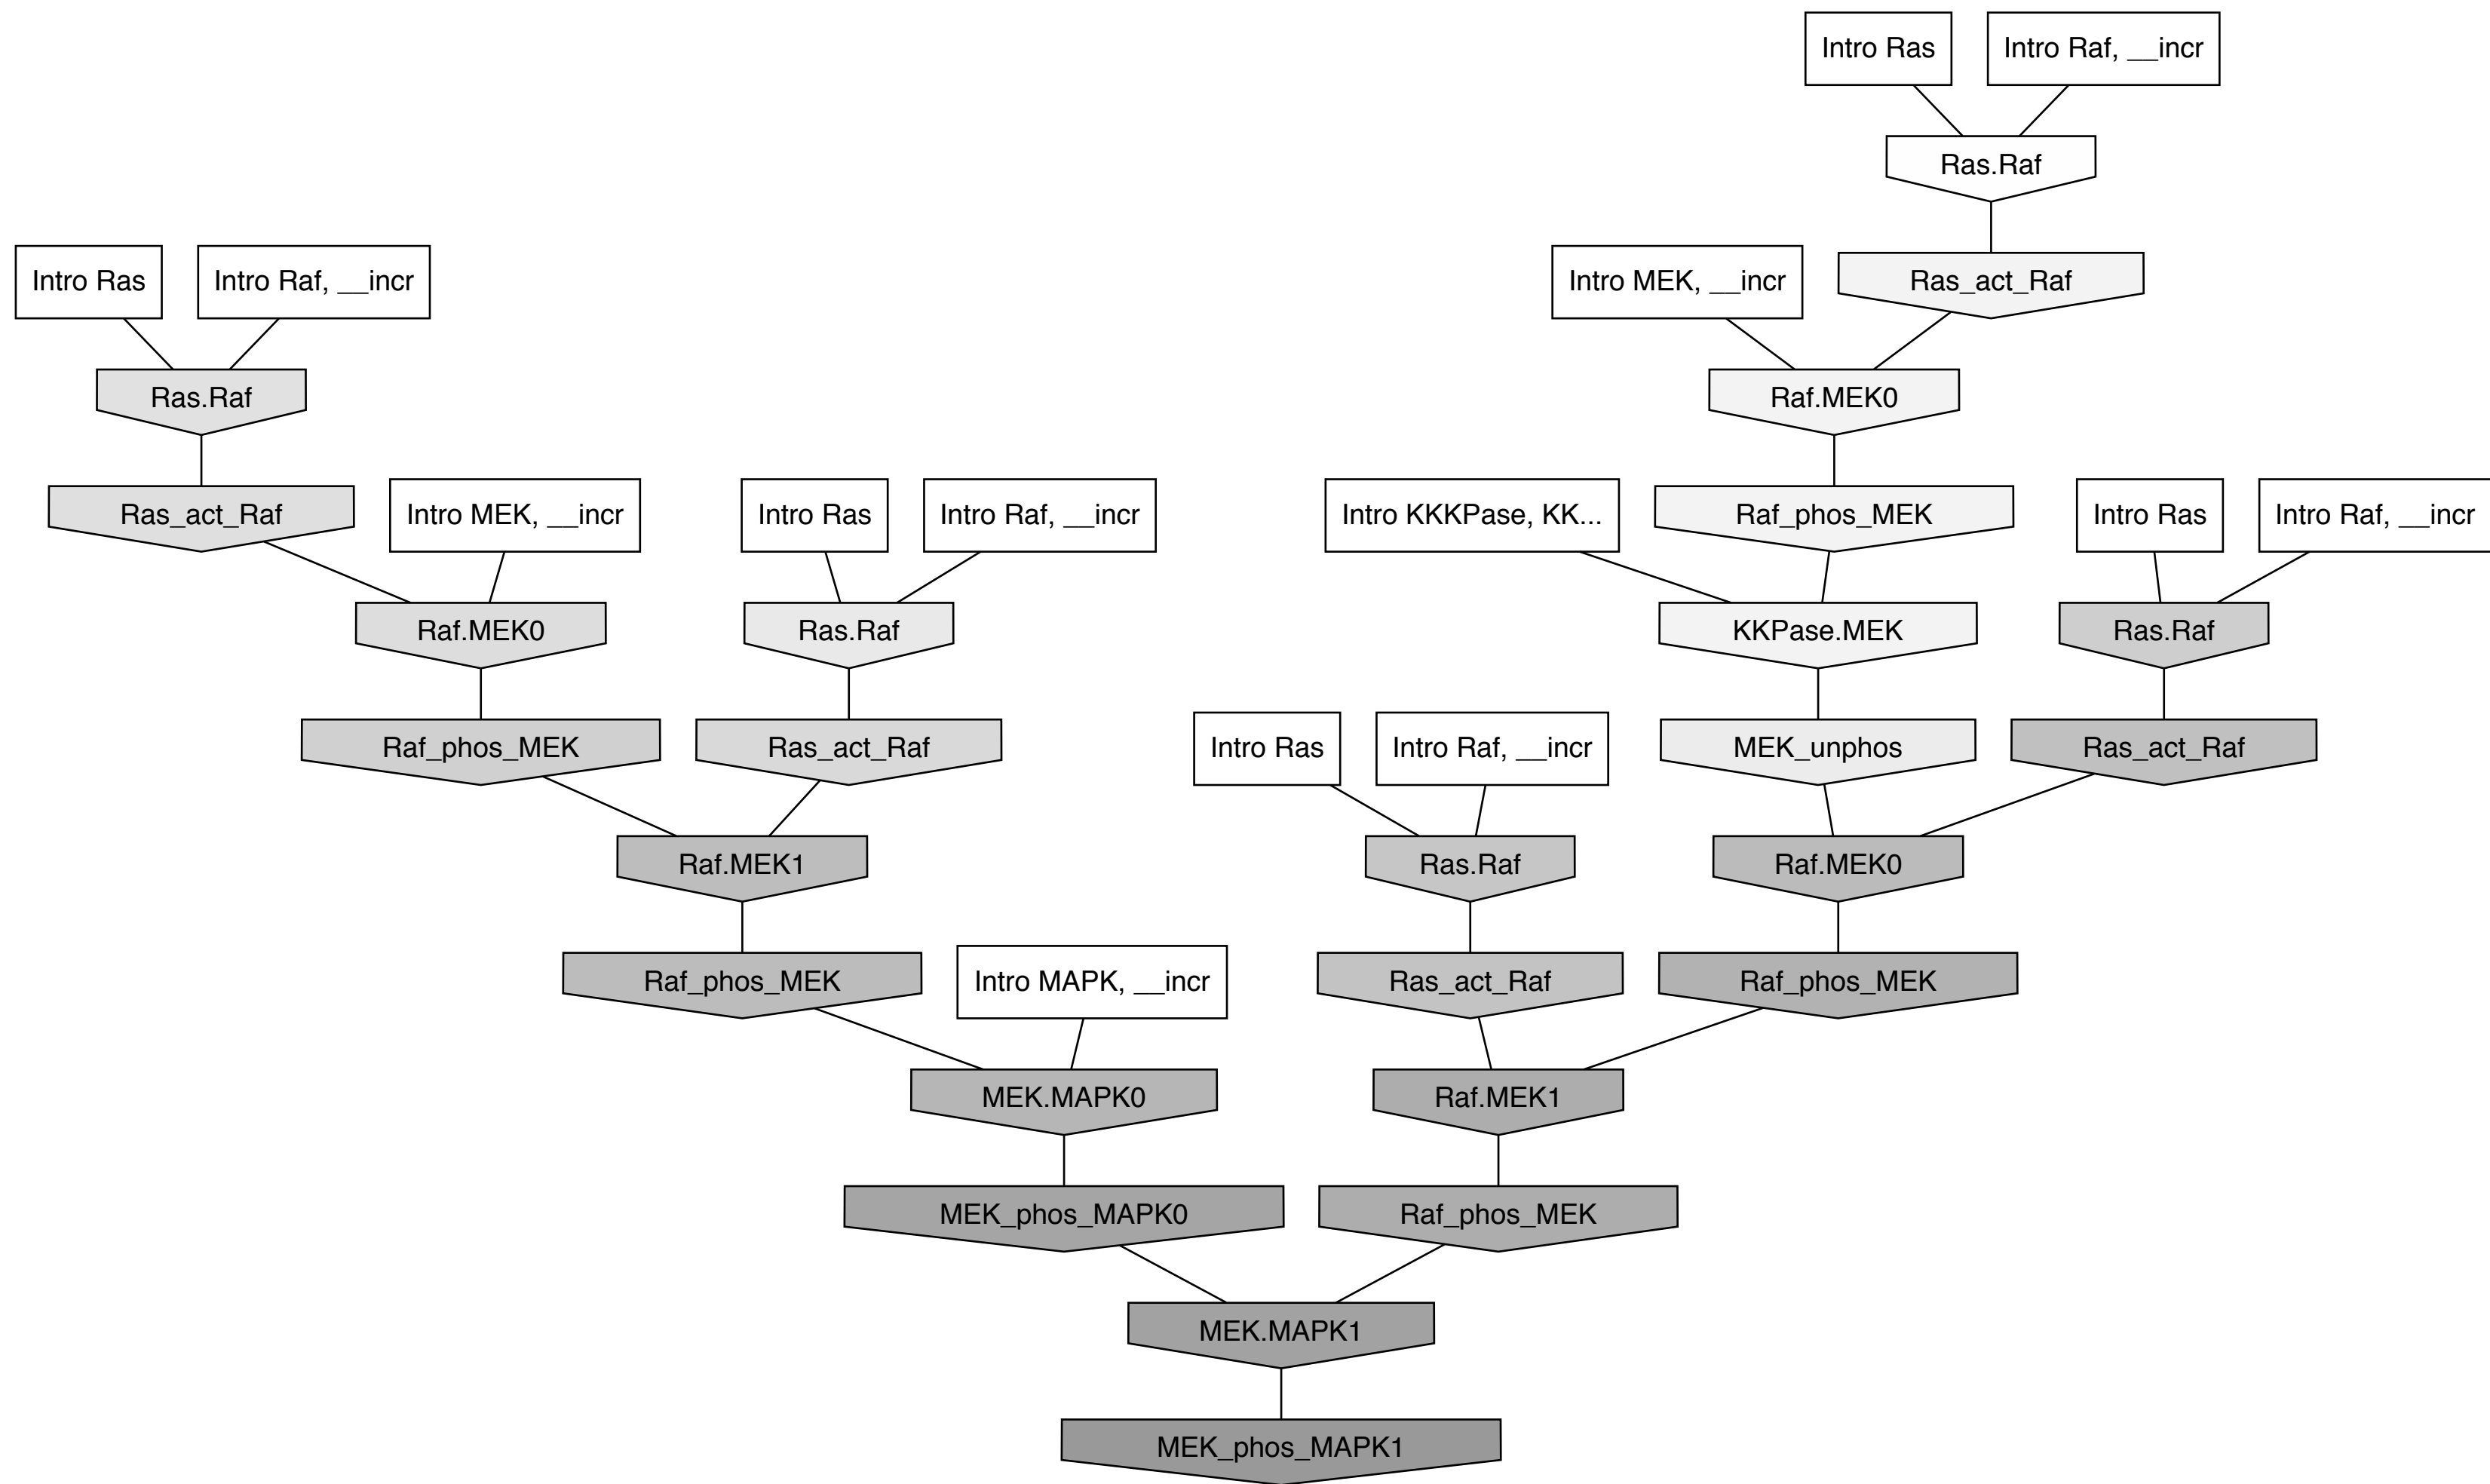 Intro Ras
Intro Raf, __incr
Ras.Raf
Intro Ras
Intro Raf, __incr
Intro MEK, __incr
Ras_act_Raf
Ras.Raf
Raf.MEK0
Ras_act_Raf
Intro MEK, __incr
Intro Ras
Intro Raf, __incr
Intro KKKPase, KK...
Raf_phos_MEK
Intro Ras
Intro Raf, __incr
Raf.MEK0
Ras.Raf
KKPase.MEK
Ras.Raf
Raf_phos_MEK
Ras_act_Raf
Intro Ras
Intro Raf, __incr
MEK_unphos
Ras_act_Raf
Raf.MEK1
Ras.Raf
Raf.MEK0
Raf_phos_MEK
Intro MAPK, __incr
Ras_act_Raf
Raf_phos_MEK
MEK.MAPK0
Raf.MEK1
MEK_phos_MAPK0
Raf_phos_MEK
MEK.MAPK1
MEK_phos_MAPK1